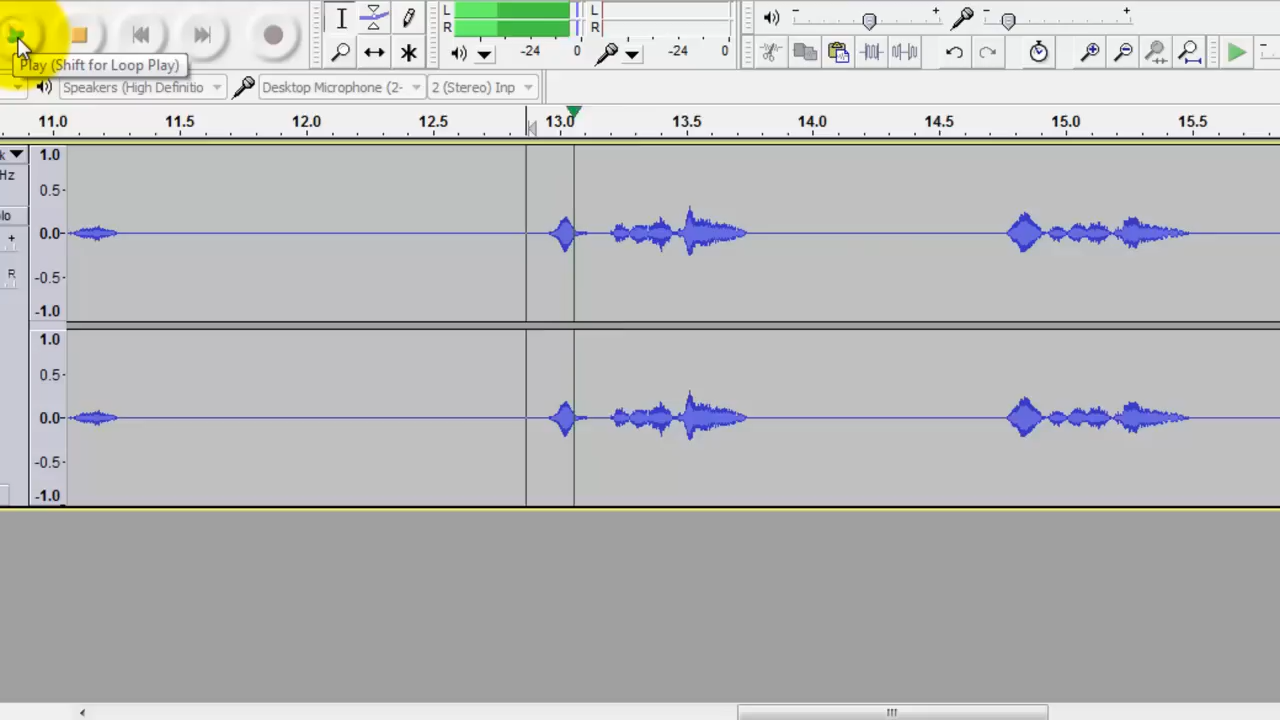 L
R
-24 0
L
R
-24 0
- +
- +
Play (Shift for Loop Play)
Speakers (High Definitio
Desktop Microphone (2-
2 (Stereo) Inp
11.0 11.5 12.0 12.5 13.0 13.5 14.0 14.5 15.0 15.5
k
Hz
olo
+
R
1.0
0.5-
0.0-
-0.5-
-1.0
1.0
0.5-
0.0-
-0.5-
-1.0